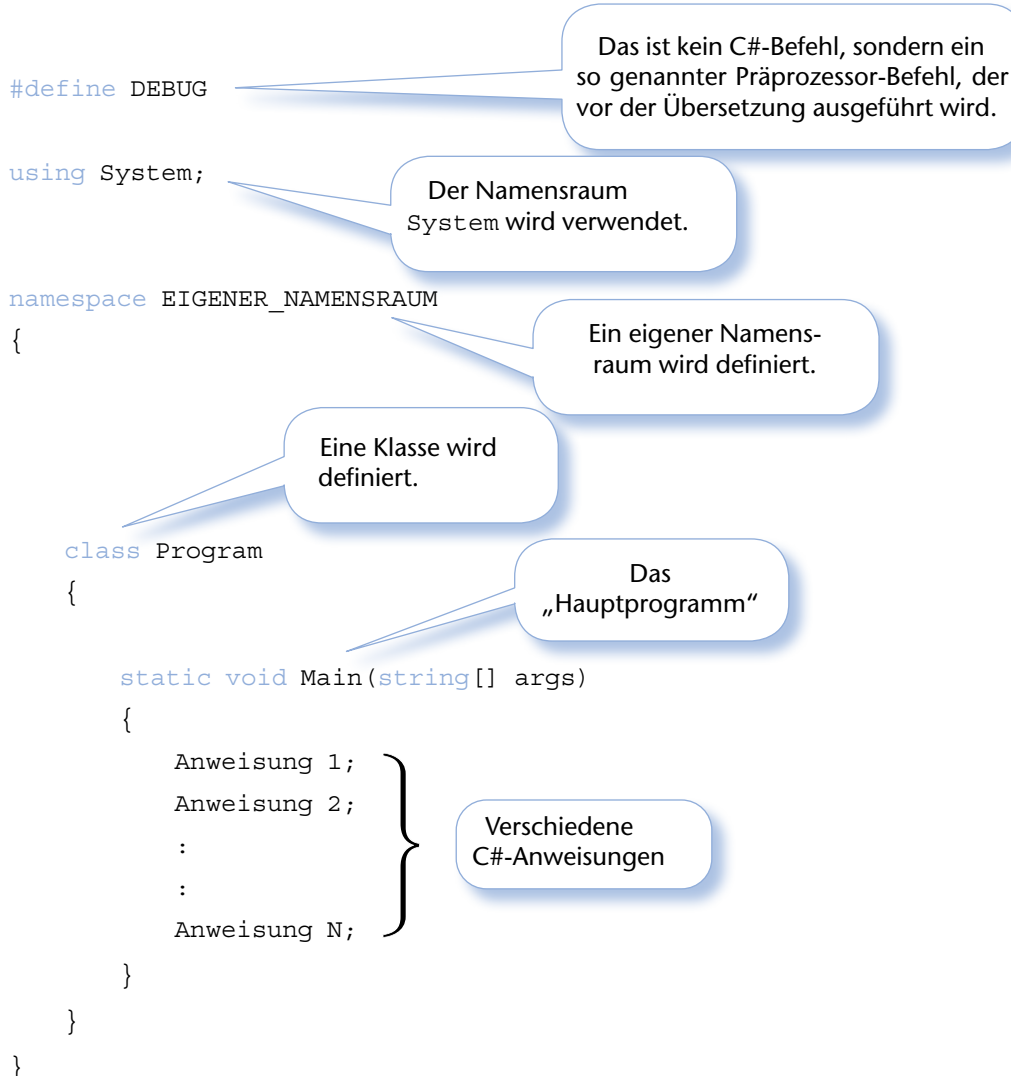 Das ist kein C#-Befehl, sondern ein
so genannter Präprozessor-Befehl, der
vor der Übersetzung ausgeführt wird.
#define DEBUG
using System;
Der Namensraum
System wird verwendet.
namespace EIGENER_NAMENSRAUM
{
Ein eigener Namens-
raum wird definiert.
Eine Klasse wird
definiert.
class Program
{
Das
„Hauptprogramm“
static void Main(string[] args)
{
Anweisung 1;
Anweisung 2;
:
:
Anweisung N;
Verschiedene
C#-Anweisungen
}
}
}